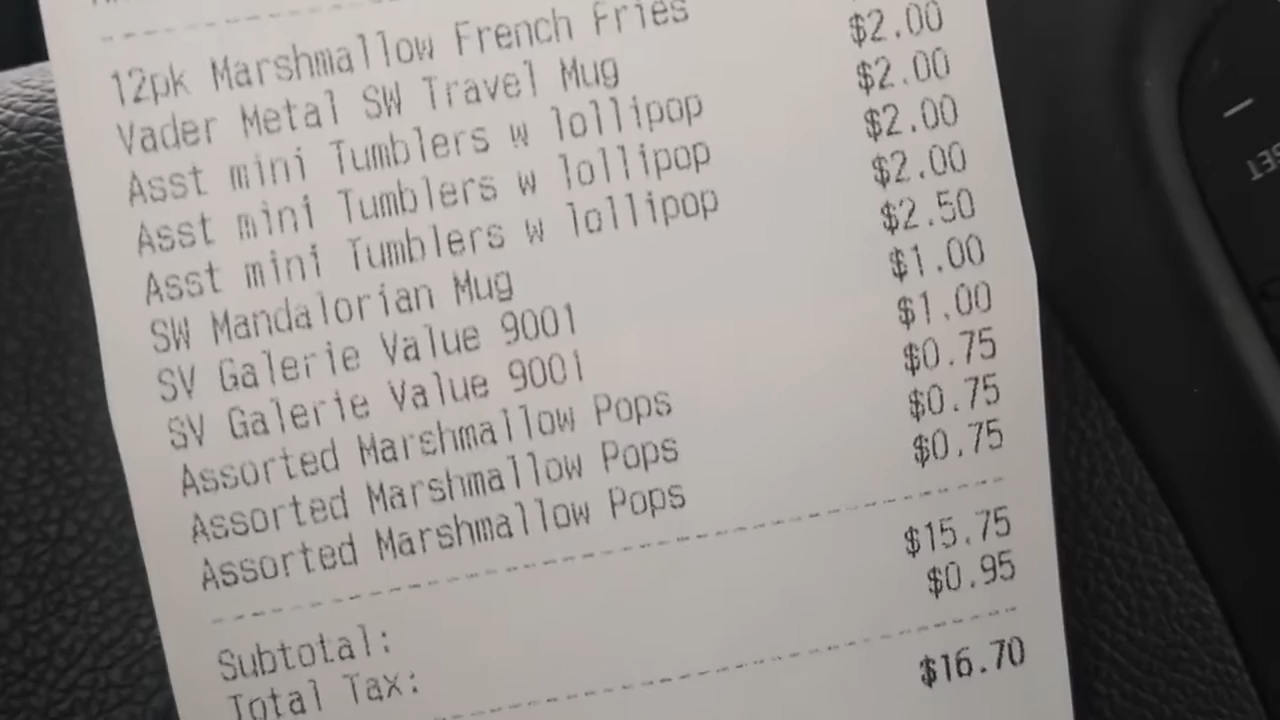 12pk Marshmallow French Fries
Vader Metal SW Travel Mug $2.00
Asst mini Tumblers w lollipop $2.00
Asst mini Tumblers w lollipop $2.00
Asst mini Tumblers w lollipop $2.00
SW Mandalorian Mug $2.50
SV Galerie Value 9001 $1.00
SV Galerie Value 9001 $1.00
Assorted Marshmallow Pops $0.75
Assorted Marshmallow Pops $0.75
Assorted Marshmallow Pops $0.75
Subtotal: $15.75
Total Tax: $0.95
$16.70